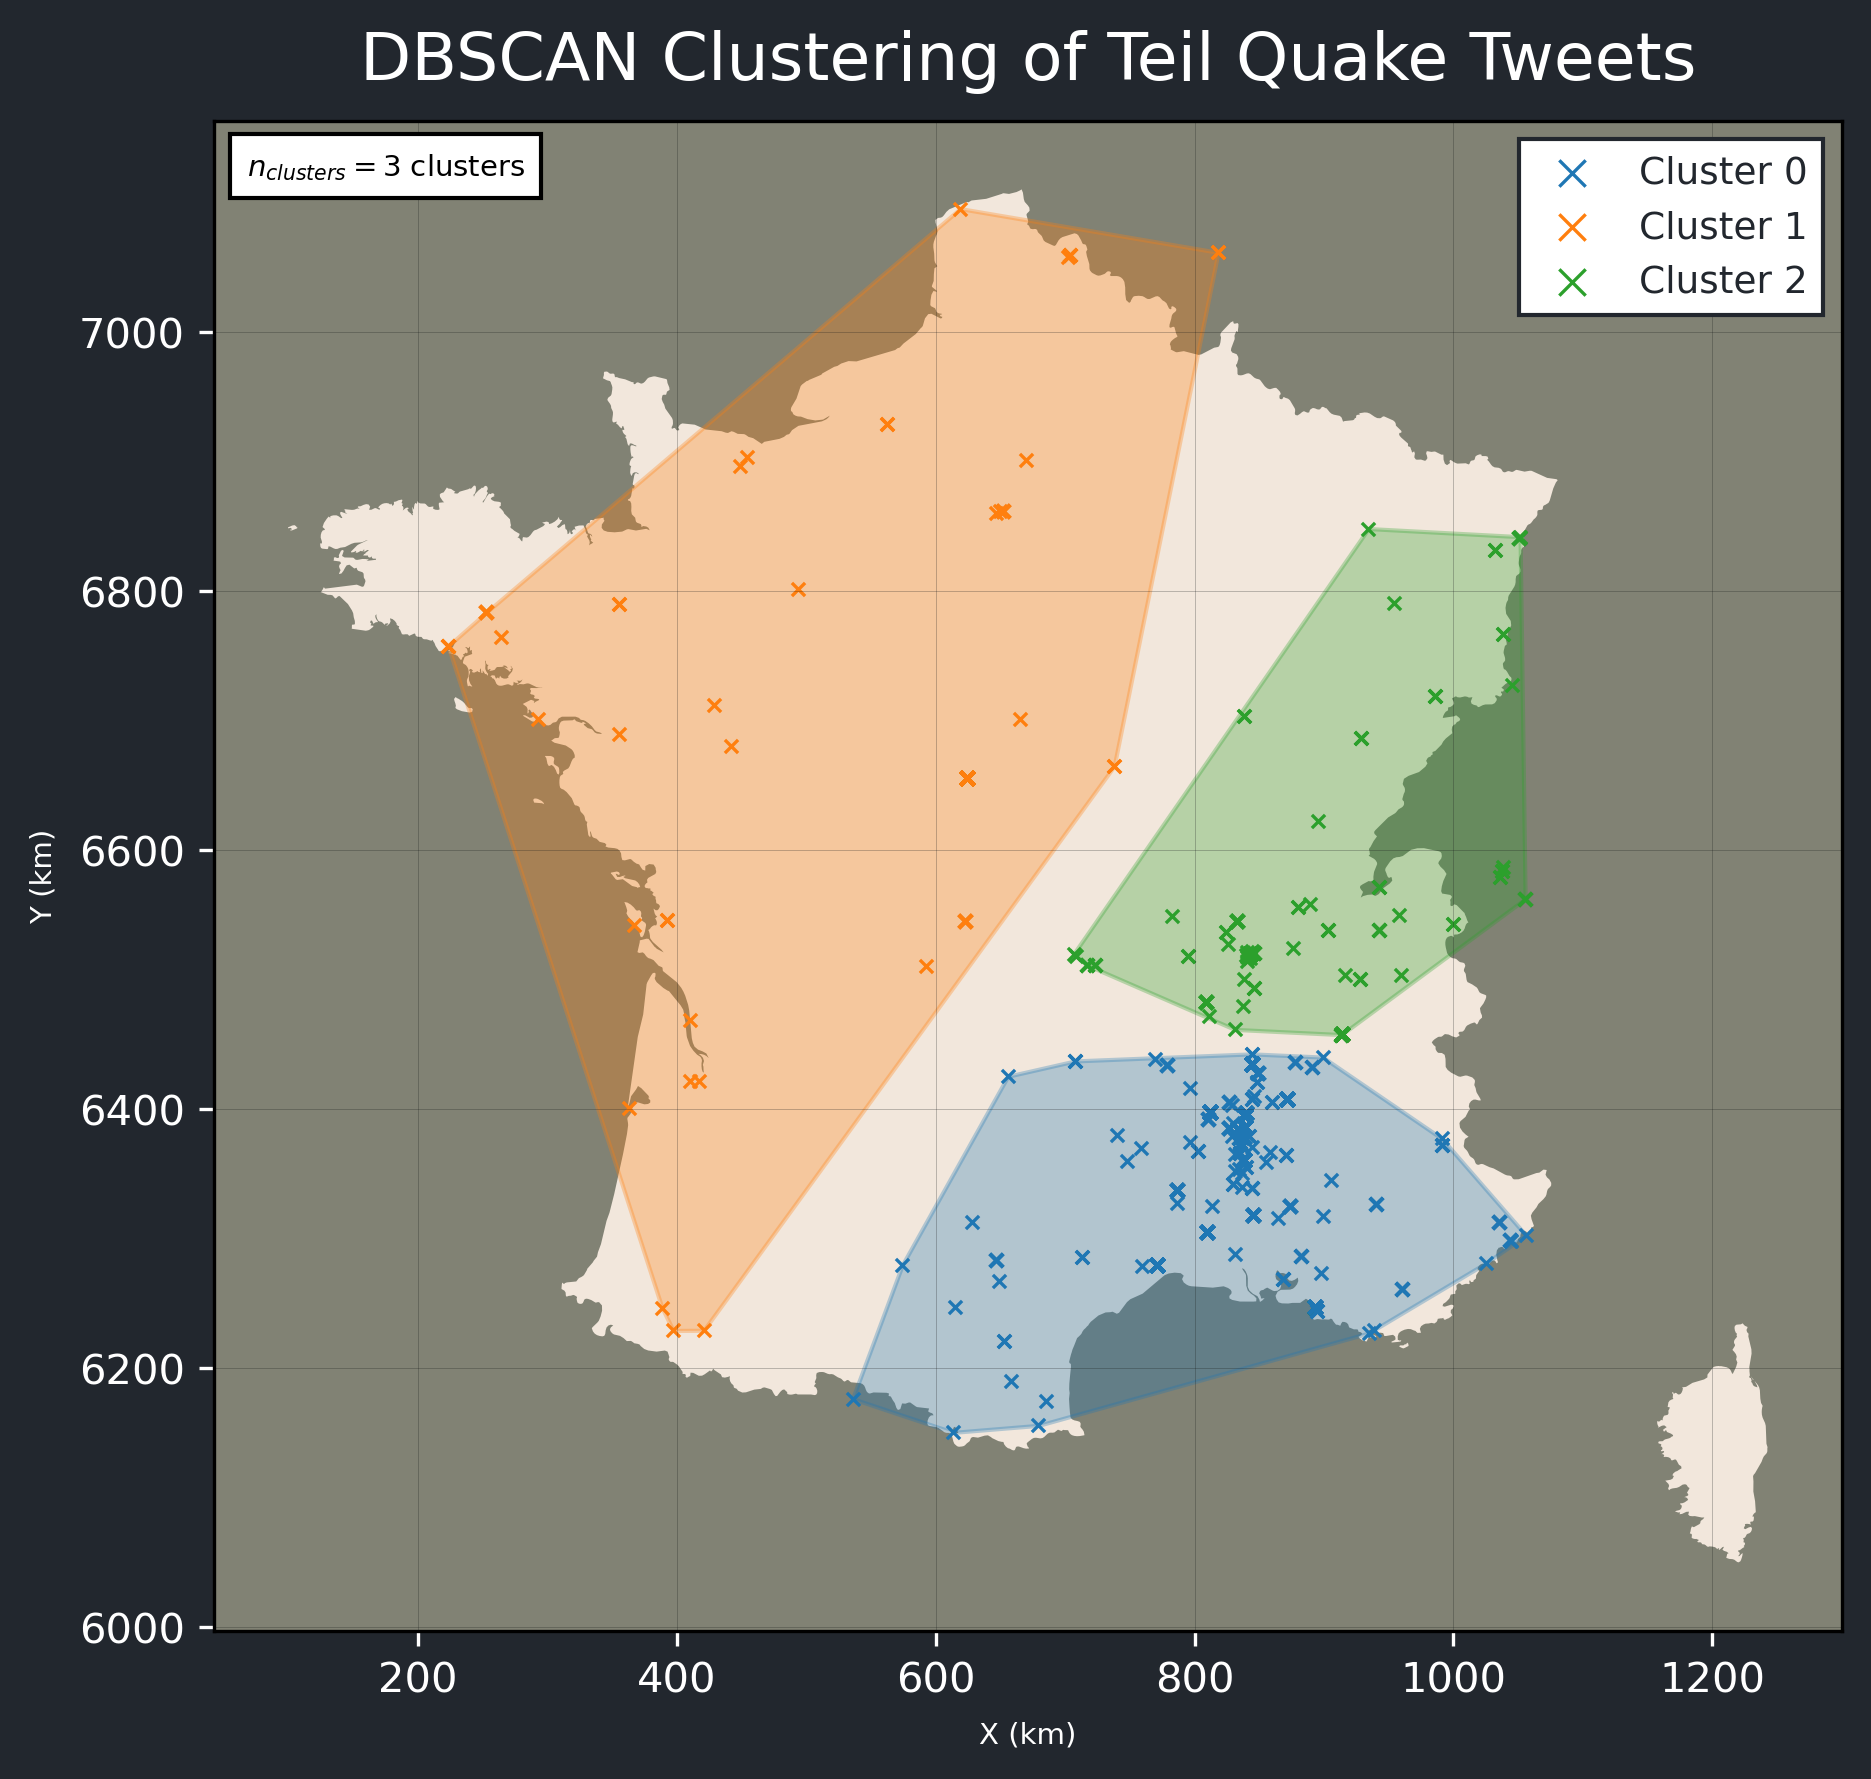 DBSCAN Clustering of Teil Quake Tweets
n_clusters = 3 clusters
Cluster 0
Cluster 1
Cluster 2
7000
6800
6600
6400
6200
6000
Y (km)
200 400 600 800 1000 1200
X (km)